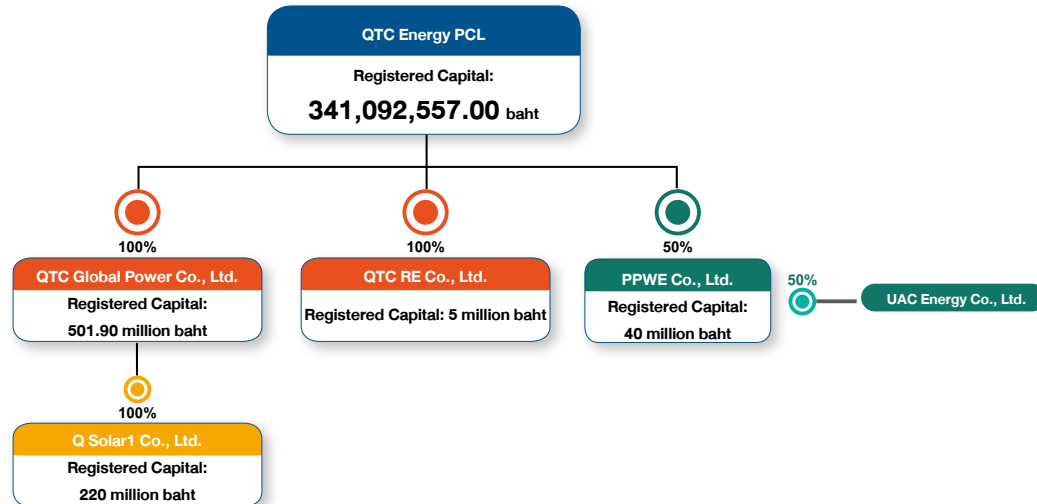 QTC Energy PCL
Registered Capital:
341,092,557.00 baht
100%
QTC Global Power Co., Ltd.
Registered Capital:
501.90 million baht
100%
QTC RE Co., Ltd.
Registered Capital: 5 million baht
50%
PPWE Co., Ltd.
Registered Capital:
40 million baht
50%
UAC Energy Co., Ltd.
100%
Q Solar1 Co., Ltd.
Registered Capital:
220 million baht